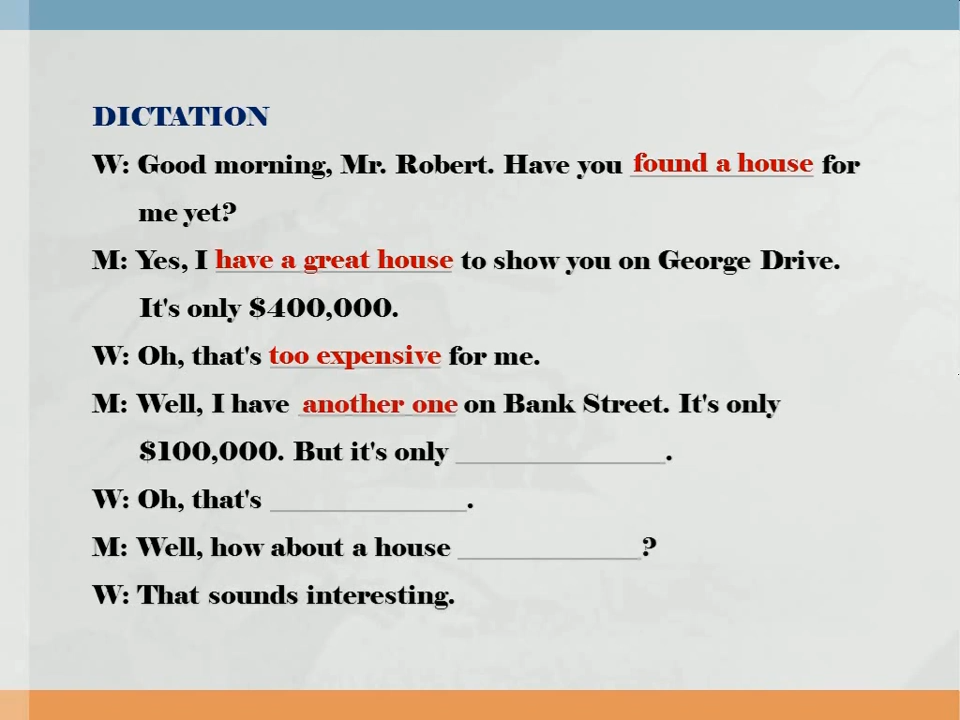 DICTATION
W: Good morning, Mr. Robert. Have you found a house for
me yet?
M: Yes, I have a great house to show you on George Drive.
It's only $400,000.
W: Oh, that's too expensive for me.
M: Well, I have another one on Bank Street. It's only
$100,000. But it's only ______________.
W: Oh, that's ______________.
M: Well, how about a house ______________?
W: That sounds interesting.